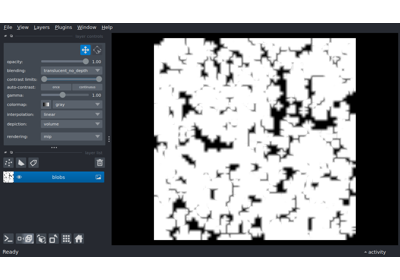 File View Layers Plugins Window Help
opacity: 1.00
blending: translucent_no_depth
contrast limits:
auto-contrast: once continuous
gamma: 1.00
colormap: gray
interpolation: linear
depiction: volume
rendering: mip
blobs
Ready activity